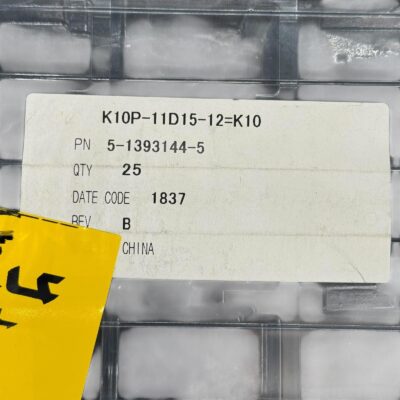 K10P-11D15-12=K10
PN 5-1393144-5
QTY 25
DATE CODE 1837
REV B
CHINA